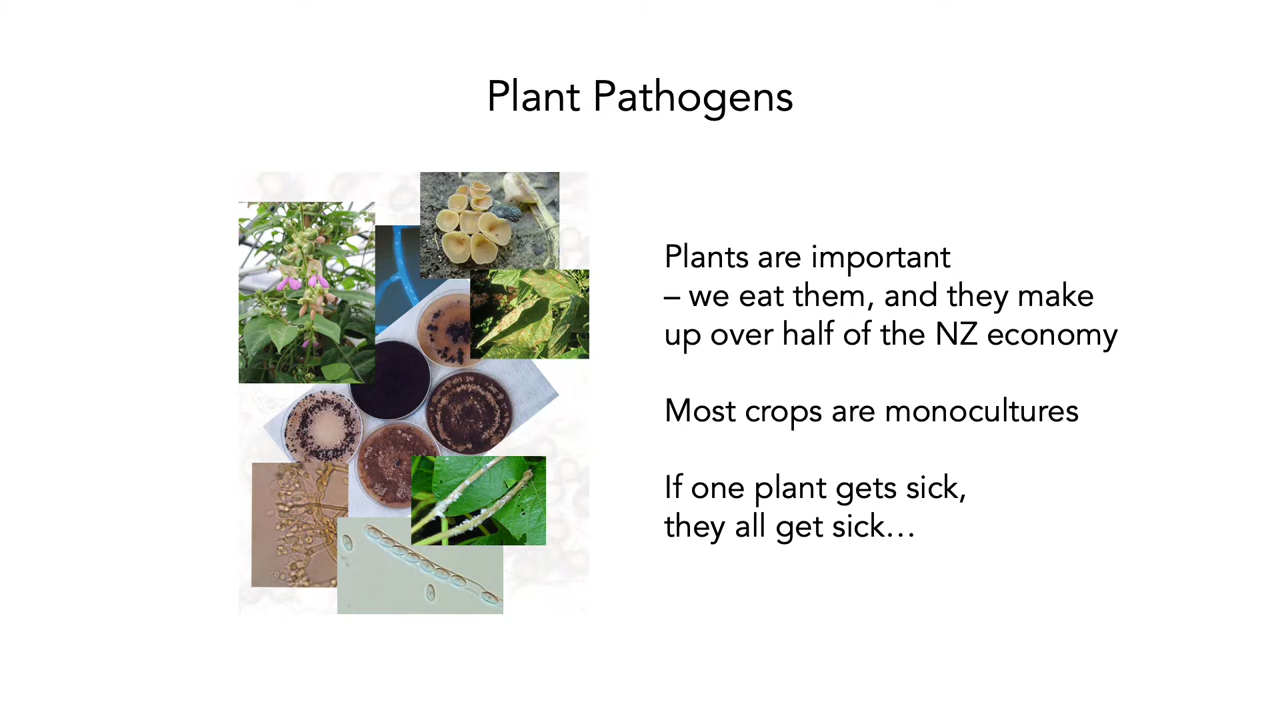 Plant Pathogens
Plants are important
– we eat them, and they make
up over half of the NZ economy
Most crops are monocultures
If one plant gets sick,
they all get sick…